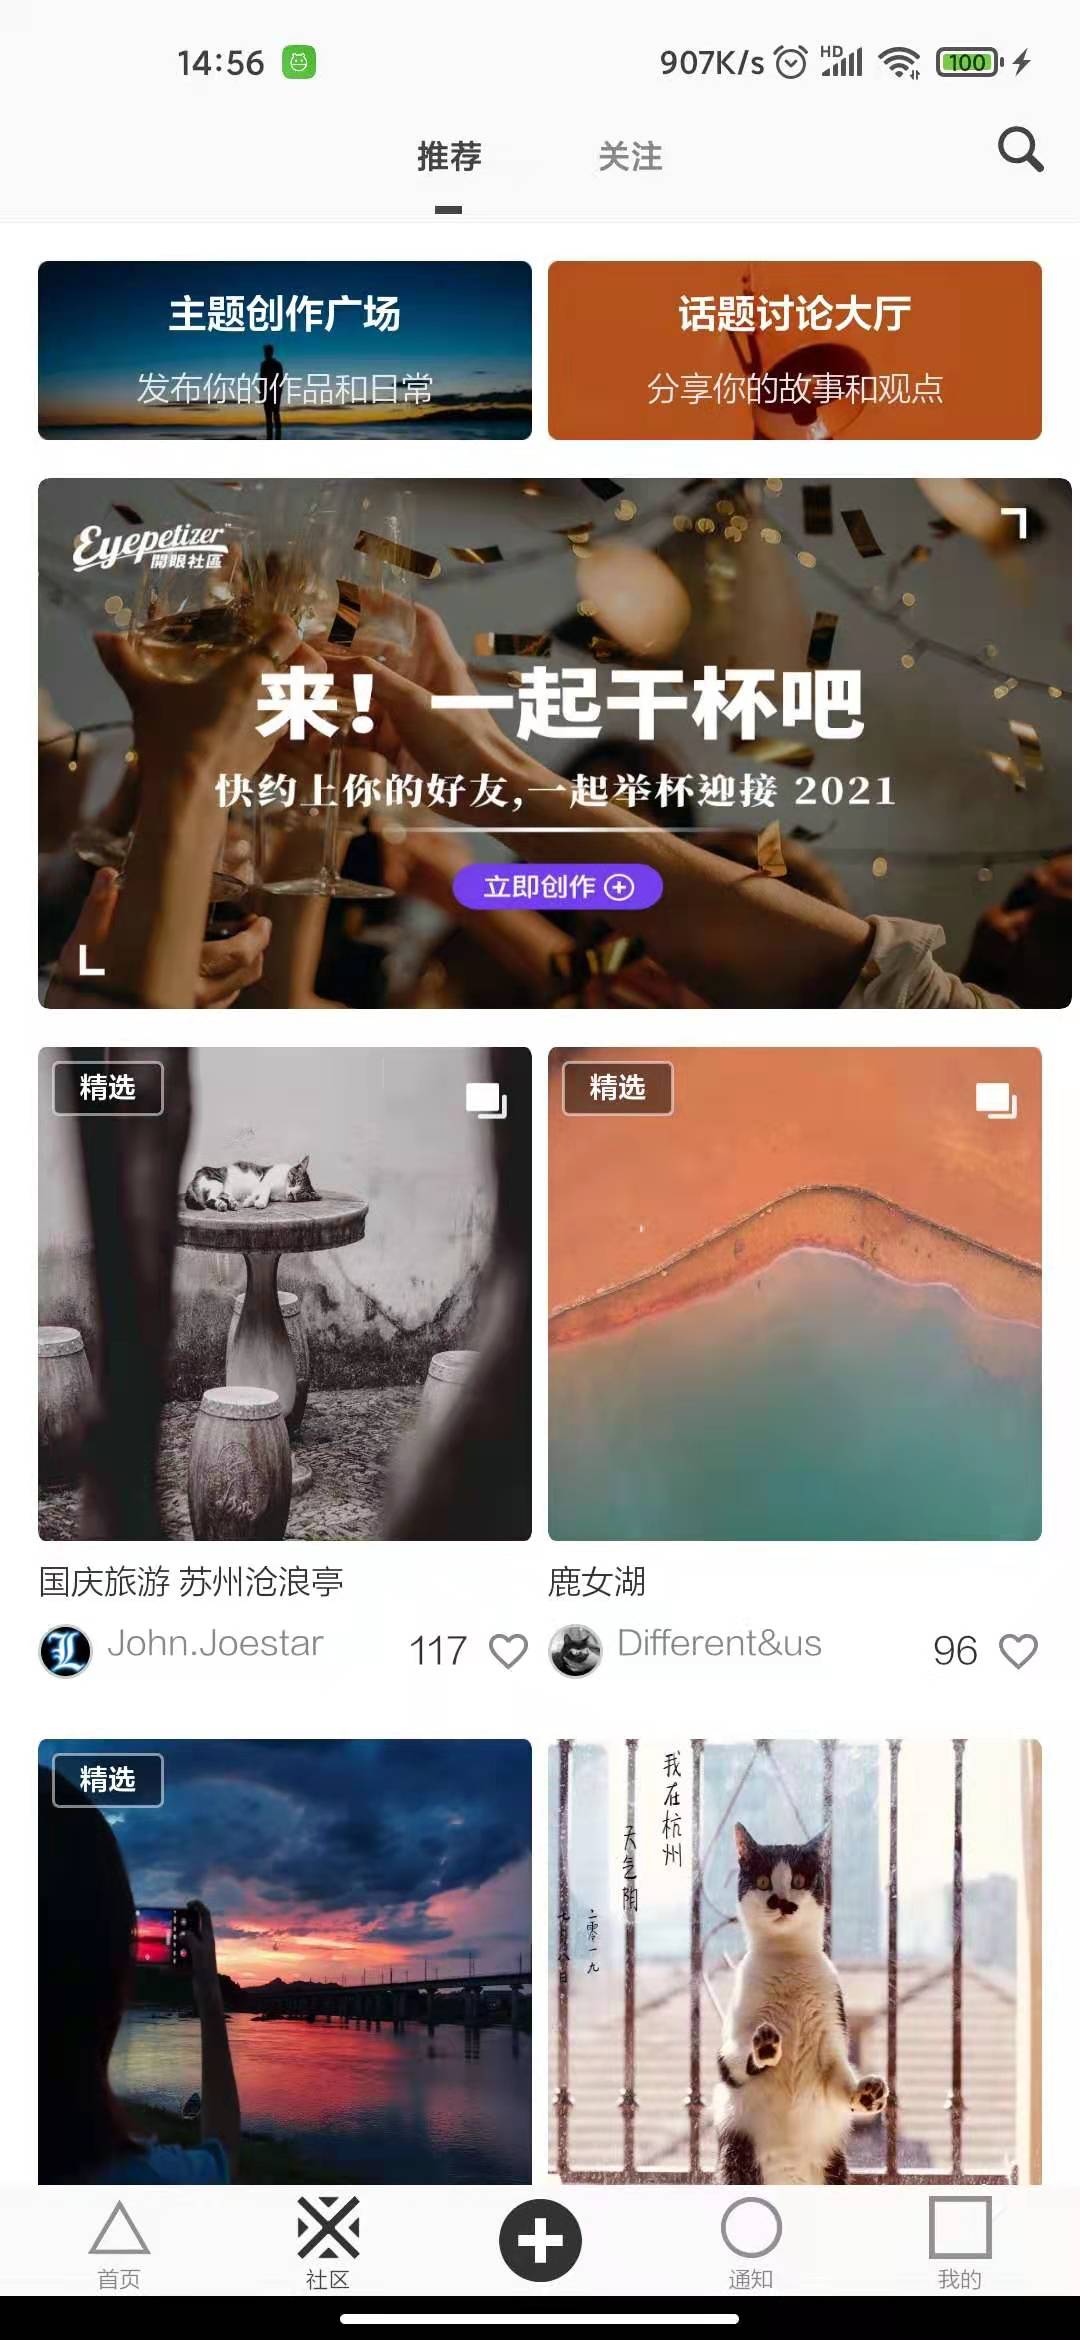 14:56
907K/s HD 100
推荐 关注
主题创作广场
发布你的作品和日常
话题讨论大厅
分享你的故事和观点
Eyepetizer™
開眼社區
来！一起干杯吧
快约上你的好友,一起举杯迎接 2021
立即创作
精选
精选
国庆旅游 苏州沧浪亭
John.Joestar 117
鹿女湖
Different&us 96
精选
我在杭州
天气阴
二零一九
首页 社区 通知 我的